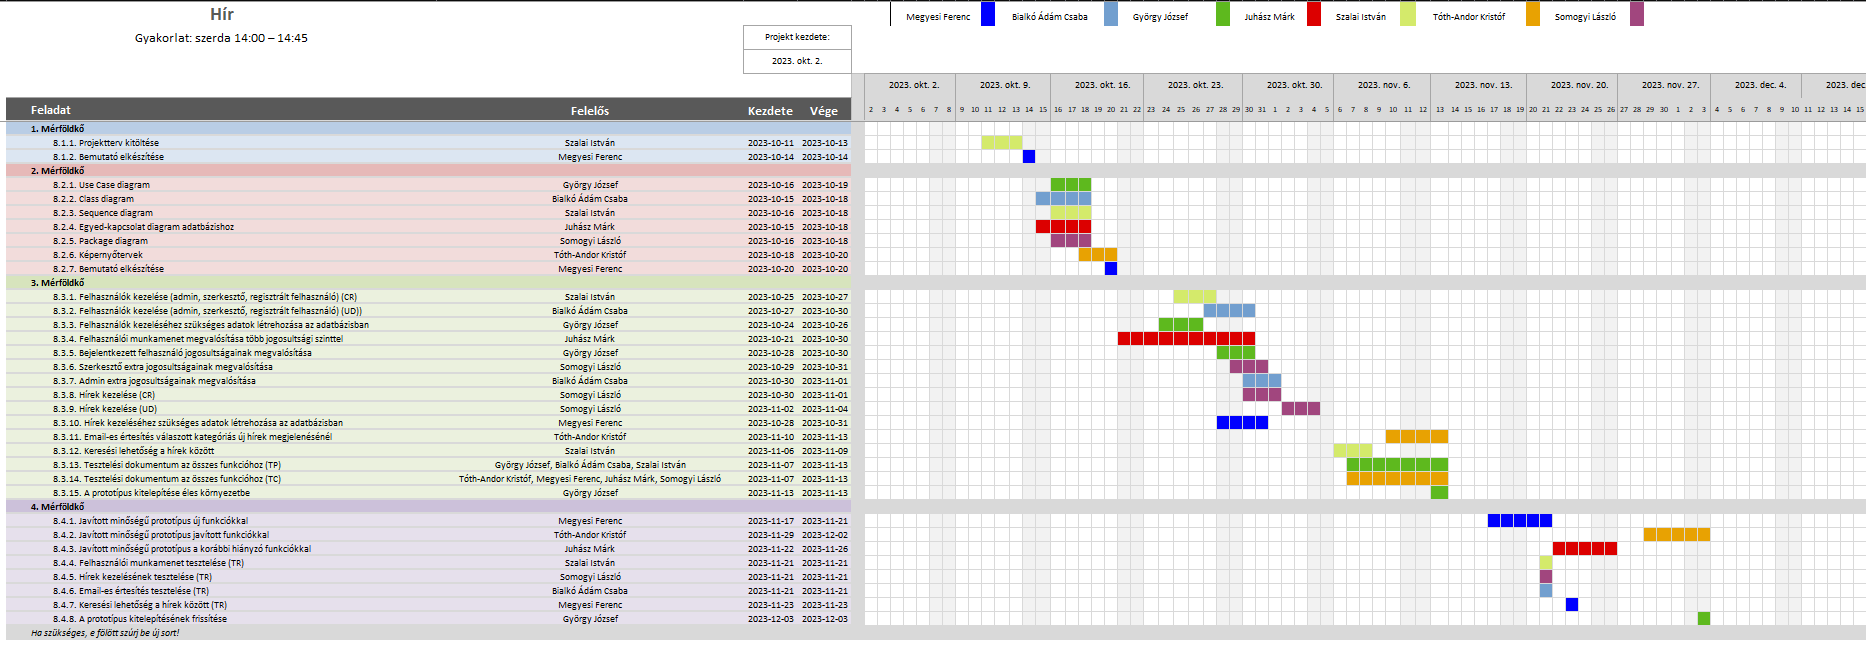 Hír
Megyesi Ferenc Bialkó Ádám Csaba György József Juhász Márk Szalai István Tóth-Andor Kristóf Somogyi László
Gyakorlat: szerda 14:00 – 14:45
Projekt kezdete:
2023. okt. 2.
2023. okt. 2. 2023. okt. 9. 2023. okt. 16. 2023. okt. 23. 2023. okt. 30. 2023. nov. 6. 2023. nov. 13. 2023. nov. 20. 2023. nov. 27. 2023. dec. 4. 2023. dec
2 3 4 5 6 7 8 9 10 11 12 13 14 15 16 17 18 19 20 21 22 23 24 25 26 27 28 29 30 31 1 2 3 4 5 6 7 8 9 10 11 12 13 14 15 16 17 18 19 20 21 22 23 24 25 26 27 28 29 30 1 2 3 4 5 6 7 8 9 10 11 12 13 14 15
Feladat Felelős Kezdete Vége
1. Mérföldkő
8.1.1. Projektterv kitöltése Szalai István 2023-10-11 2023-10-13
8.1.2. Bemutató elkészítése Megyesi Ferenc 2023-10-14 2023-10-14
2. Mérföldkő
8.2.1. Use Case diagram György József 2023-10-16 2023-10-19
8.2.2. Class diagram Bialkó Ádám Csaba 2023-10-15 2023-10-18
8.2.3. Sequence diagram Szalai István 2023-10-16 2023-10-18
8.2.4. Egyed-kapcsolat diagram adatbázishoz Juhász Márk 2023-10-15 2023-10-18
8.2.5. Package diagram Somogyi László 2023-10-16 2023-10-18
8.2.6. Képernyőtervek Tóth-Andor Kristóf 2023-10-18 2023-10-20
8.2.7. Bemutató elkészítése Megyesi Ferenc 2023-10-20 2023-10-20
3. Mérföldkő
8.3.1. Felhasználók kezelése (admin, szerkesztő, regisztrált felhasználó) (CR) Szalai István 2023-10-25 2023-10-27
8.3.2. Felhasználók kezelése (admin, szerkesztő, regisztrált felhasználó) (UD)) Bialkó Ádám Csaba 2023-10-27 2023-10-30
8.3.3. Felhasználók kezeléséhez szükséges adatok létrehozása az adatbázisban György József 2023-10-24 2023-10-26
8.3.4. Felhasználói munkamenet megvalósítása több jogosultsági szinttel Juhász Márk 2023-10-21 2023-10-30
8.3.5. Bejelentkezett felhasználó jogosultságainak megvalósítása György József 2023-10-28 2023-10-30
8.3.6. Szerkesztő extra jogosultságainak megvalósítása Somogyi László 2023-10-29 2023-10-31
8.3.7. Admin extra jogosultságainak megvalósítása Bialkó Ádám Csaba 2023-10-30 2023-11-01
8.3.8. Hírek kezelése (CR) Somogyi László 2023-10-30 2023-11-01
8.3.9. Hírek kezelése (UD) Somogyi László 2023-11-02 2023-11-04
8.3.10. Hírek kezeléséhez szükséges adatok létrehozása az adatbázisban Megyesi Ferenc 2023-10-28 2023-10-31
8.3.11. Email-es értesítés választott kategóriás új hírek megjelenésénél Tóth-Andor Kristóf 2023-11-10 2023-11-13
8.3.12. Keresési lehetőség a hírek között Szalai István 2023-11-06 2023-11-09
8.3.13. Tesztelési dokumentum az összes funkcióhoz (TP) György József, Bialkó Ádám Csaba, Szalai István 2023-11-07 2023-11-13
8.3.14. Tesztelési dokumentum az összes funkcióhoz (TC) Tóth-Andor Kristóf, Megyesi Ferenc, Juhász Márk, Somogyi László 2023-11-07 2023-11-13
8.3.15. A prototípus kitelepítése éles környezetbe György József 2023-11-13 2023-11-13
4. Mérföldkő
8.4.1. Javított minőségű prototípus új funkciókkal Megyesi Ferenc 2023-11-17 2023-11-21
8.4.2. Javított minőségű prototípus javított funkciókkal Tóth-Andor Kristóf 2023-11-29 2023-12-02
8.4.3. Javított minőségű prototípus a korábbi hiányzó funkciókkal Juhász Márk 2023-11-22 2023-11-26
8.4.4. Felhasználói munkamenet tesztelése (TR) Szalai István 2023-11-21 2023-11-21
8.4.5. Hírek kezelésének tesztelése (TR) Somogyi László 2023-11-21 2023-11-21
8.4.6. Email-es értesítés tesztelése (TR) Bialkó Ádám Csaba 2023-11-21 2023-11-21
8.4.7. Keresési lehetőség a hírek között (TR) Megyesi Ferenc 2023-11-23 2023-11-23
8.4.8. A prototípus kitelepítésének frissítése György József 2023-12-03 2023-12-03
Ha szükséges, e fölött szúrj be új sort!